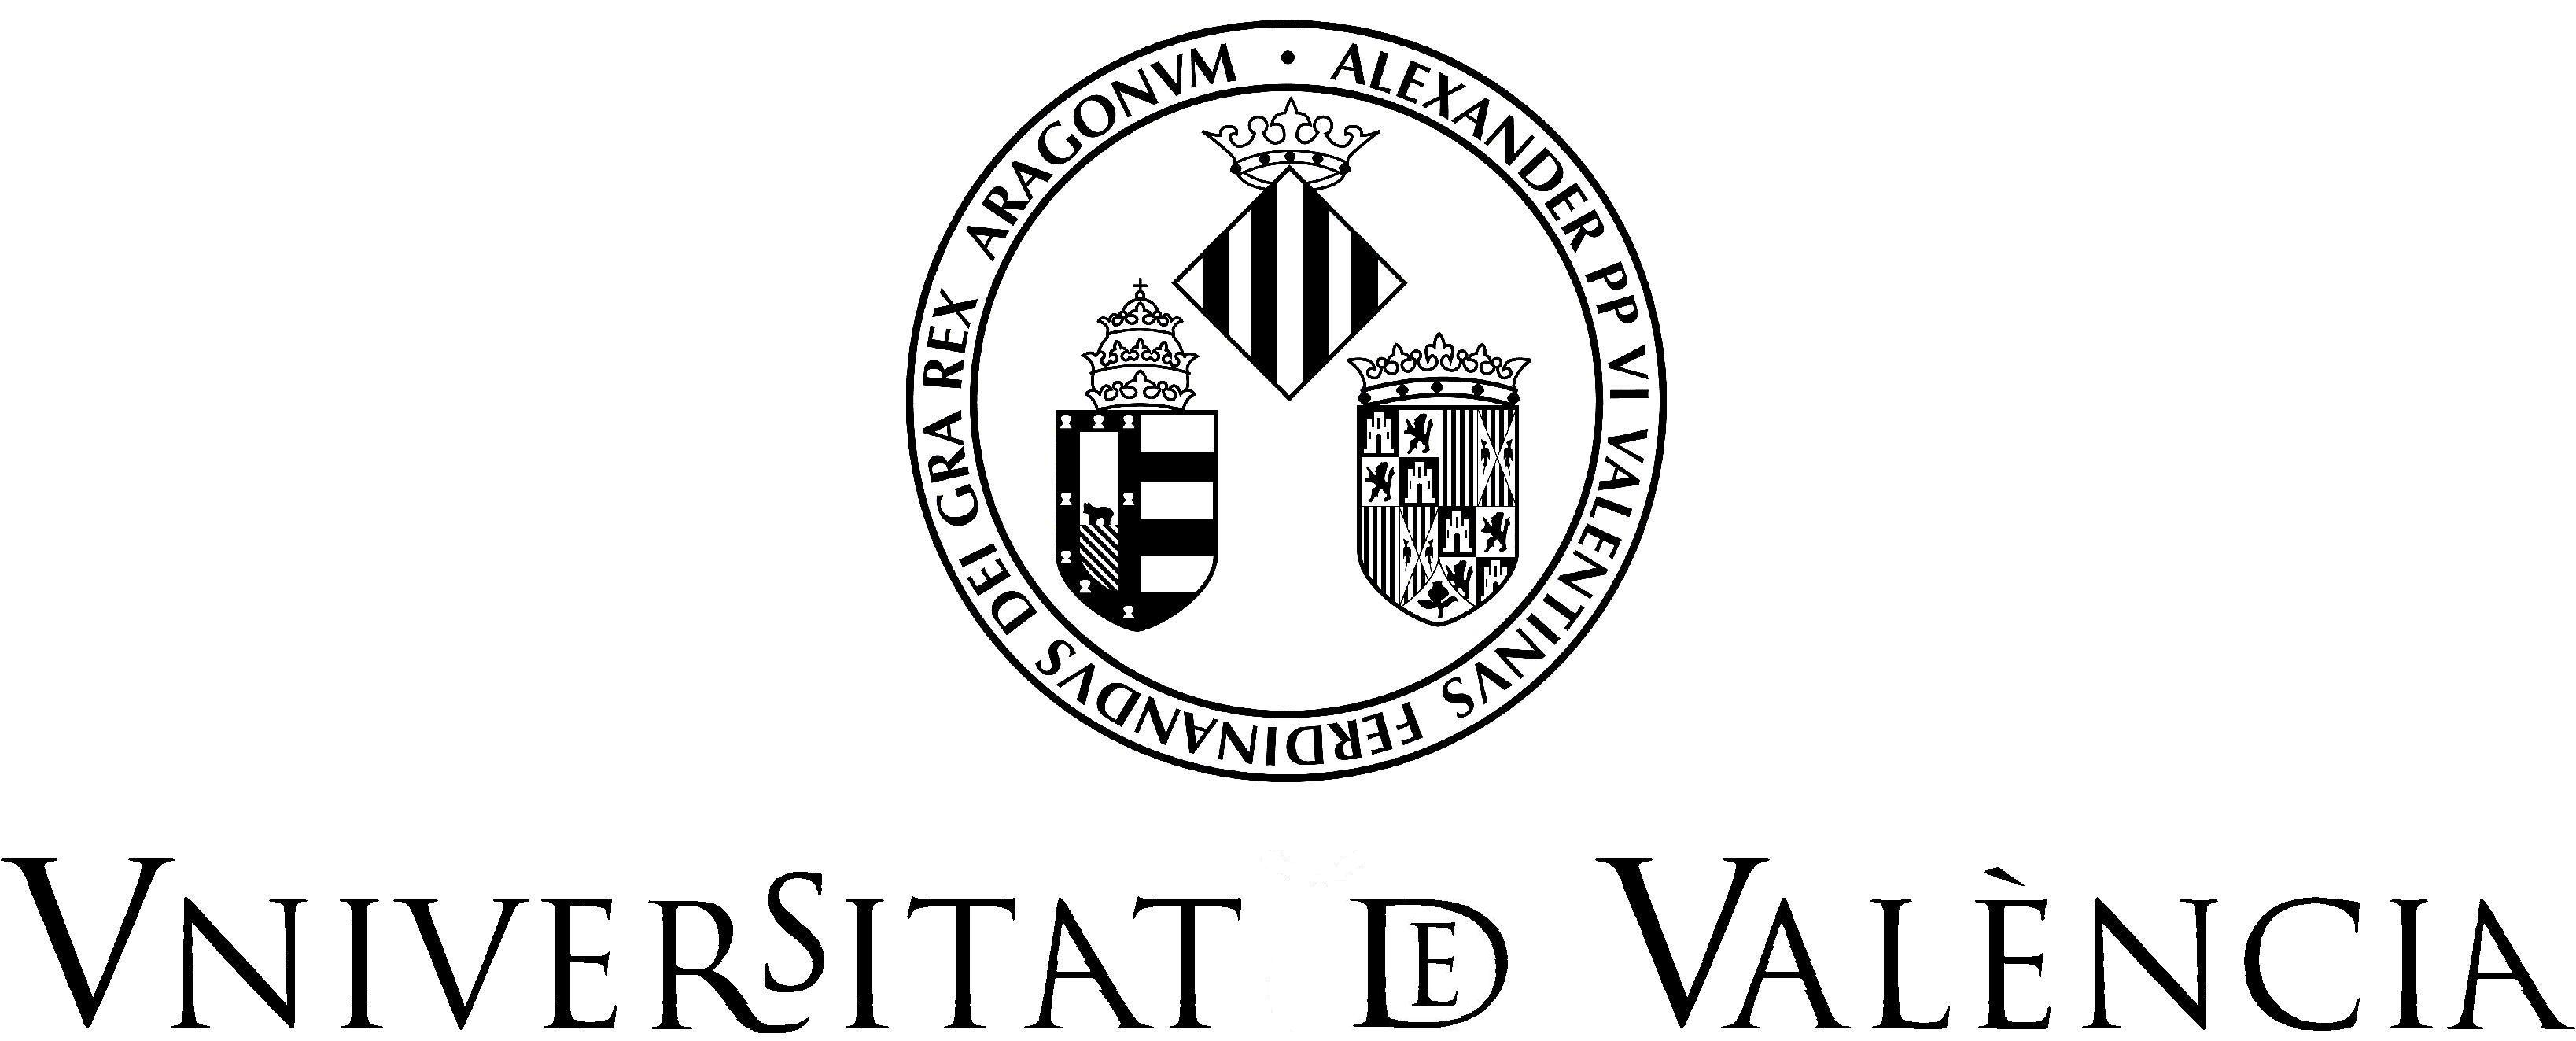 ALEXANDER PP VI VALENTINVS FERDINANDVS DEI GRA REX ARAGONVM ·
VNIVERSITAT DE VALÈNCIA